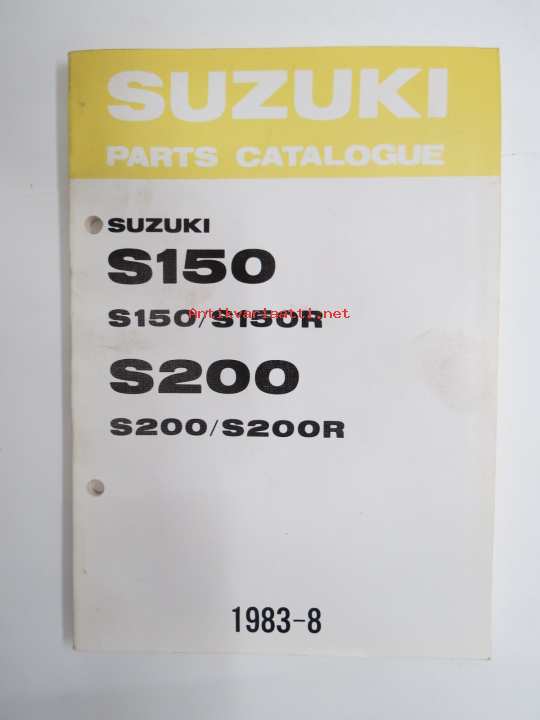 SUZUKI
PARTS CATALOGUE
SUZUKI
S150
Antikvariaatti.net
S150/S150R
S200
S200/S200R
1983-8